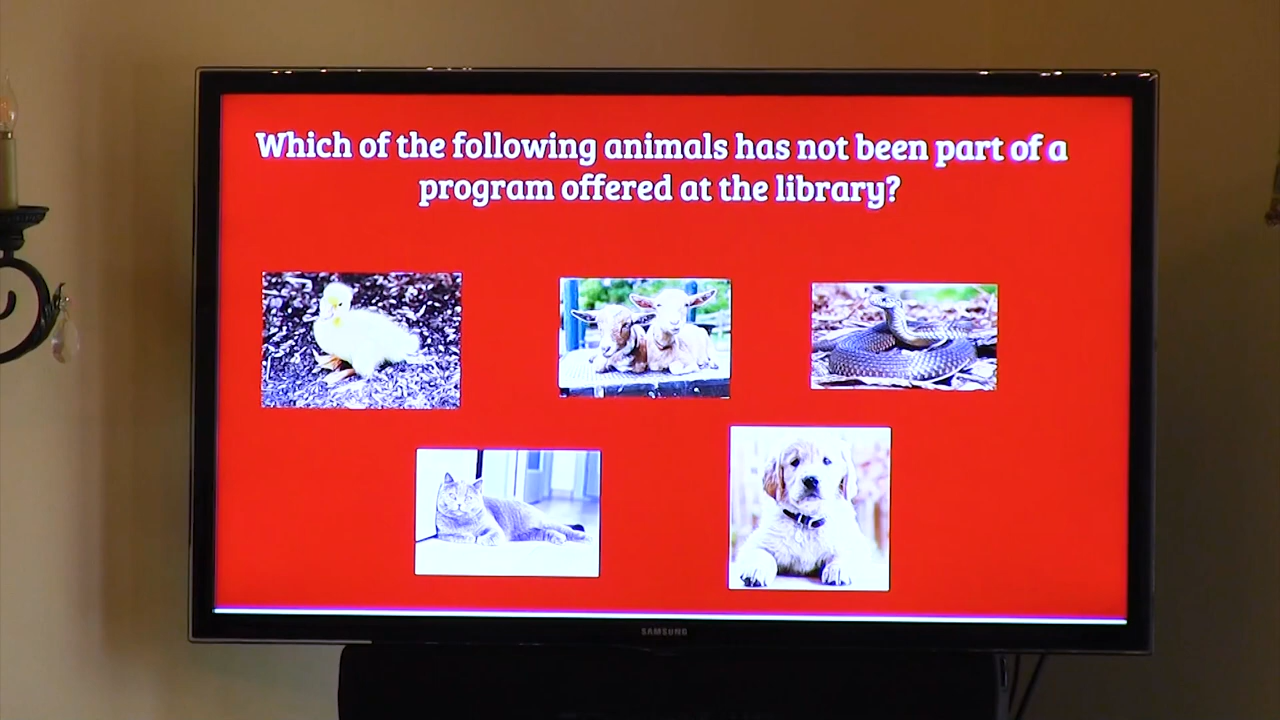 Which of the following animals has not been part of a
program offered at the library?
SAMSUNG